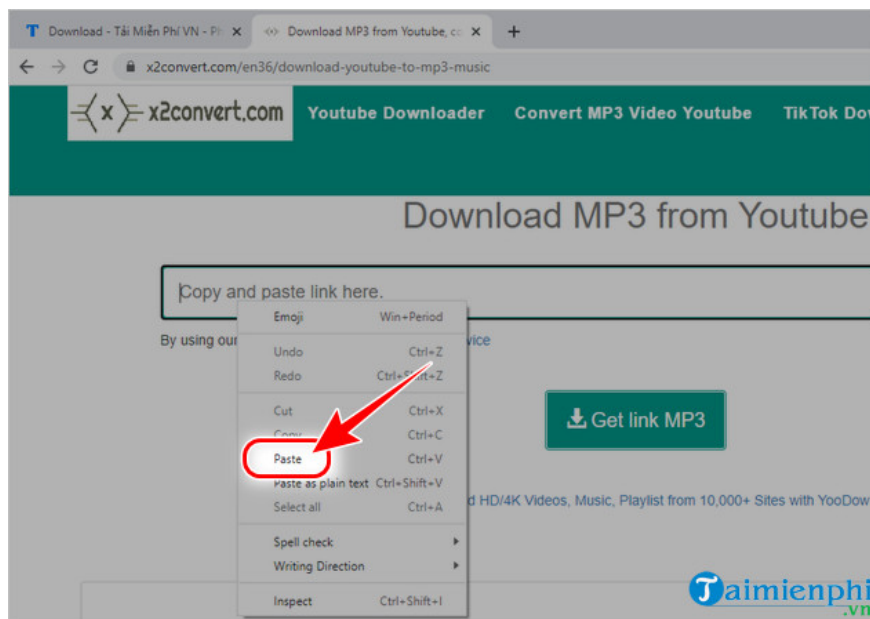 Download - Tải Miễn Phí VN - Ph
Download MP3 from Youtube, co
x2convert.com/en36/download-youtube-to-mp3-music
x2convert.com Youtube Downloader Convert MP3 Video Youtube TikTok Dow
Download MP3 from Youtube
Copy and paste link here.
By using our
vice
Emoji Win+Period
Undo Ctrl+Z
Redo Ctrl+Shift+Z
Cut Ctrl+X
Copy Ctrl+C
Paste Ctrl+V
Paste as plain text Ctrl+Shift+V
Select all Ctrl+A
Spell check
Writing Direction
Inspect Ctrl+Shift+I
Get link MP3
d HD/4K Videos, Music, Playlist from 10,000+ Sites with YooDow
Taimienphi
.vn